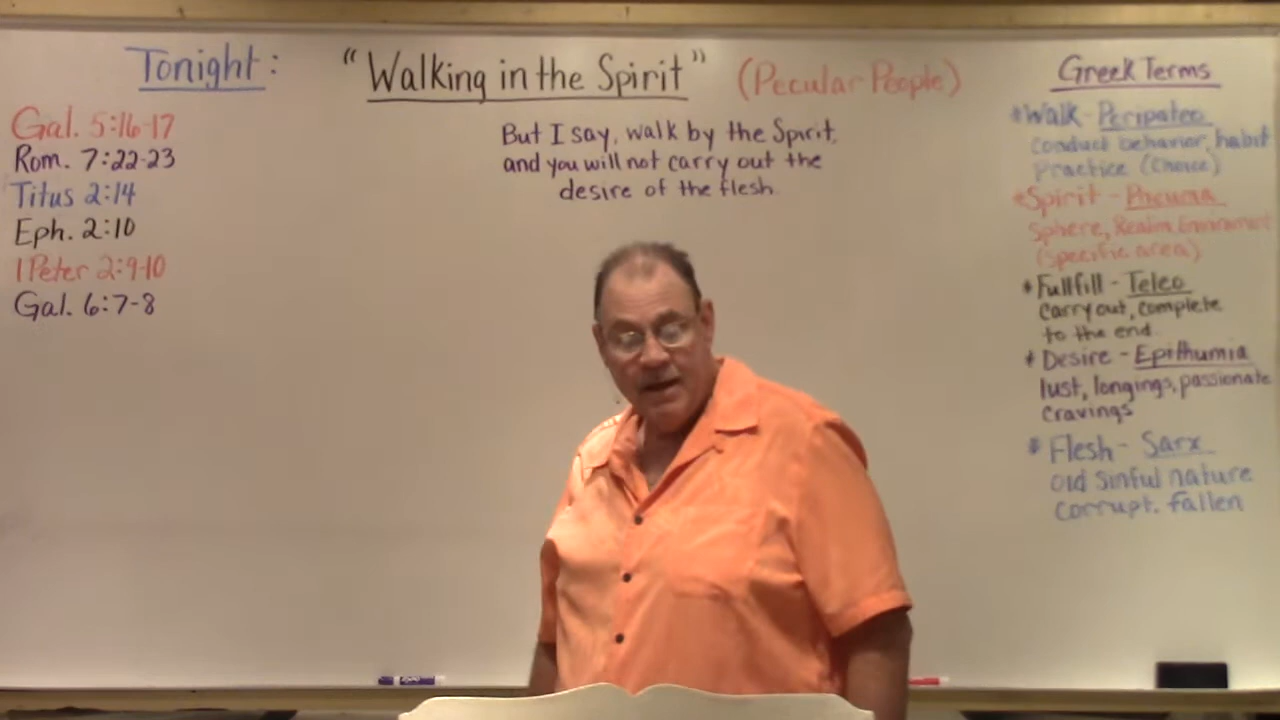 Tonight: "Walking in the Spirit" (Pecular People)
Gal. 5:16-17
Rom. 7:22-23
Titus 2:14
Eph. 2:10
1 Peter 2:9-10
Gal. 6:7-8
But I say, walk by the Spirit,
and you will not carry out the
desire of the flesh.
Greek Terms
*Walk - Peripateo
conduct behavior, habit
practice (Choice)
*Spirit - Pneuma
Sphere, Realm, Environment
(specific area)
*Fullfill - Teleo
carry out, complete
to the end.
*Desire - Epithumia
lust, longings, passionate
cravings
*Flesh - Sarx
old sinful nature
corrupt. fallen